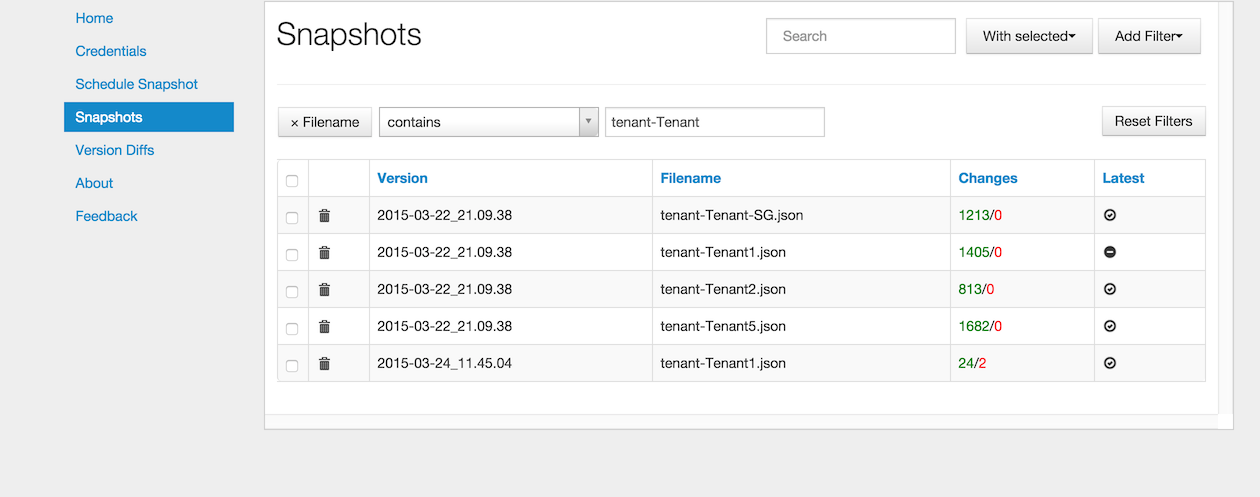 Home
Credentials
Schedule Snapshot
Snapshots
Version Diffs
About
Feedback
Snapshots
Search
With selected
Add Filter
× Filename
contains
tenant-Tenant
Reset Filters
Version Filename Changes Latest
2015-03-22_21.09.38 tenant-Tenant-SG.json 1213/0
2015-03-22_21.09.38 tenant-Tenant1.json 1405/0
2015-03-22_21.09.38 tenant-Tenant2.json 813/0
2015-03-22_21.09.38 tenant-Tenant5.json 1682/0
2015-03-24_11.45.04 tenant-Tenant1.json 24/2